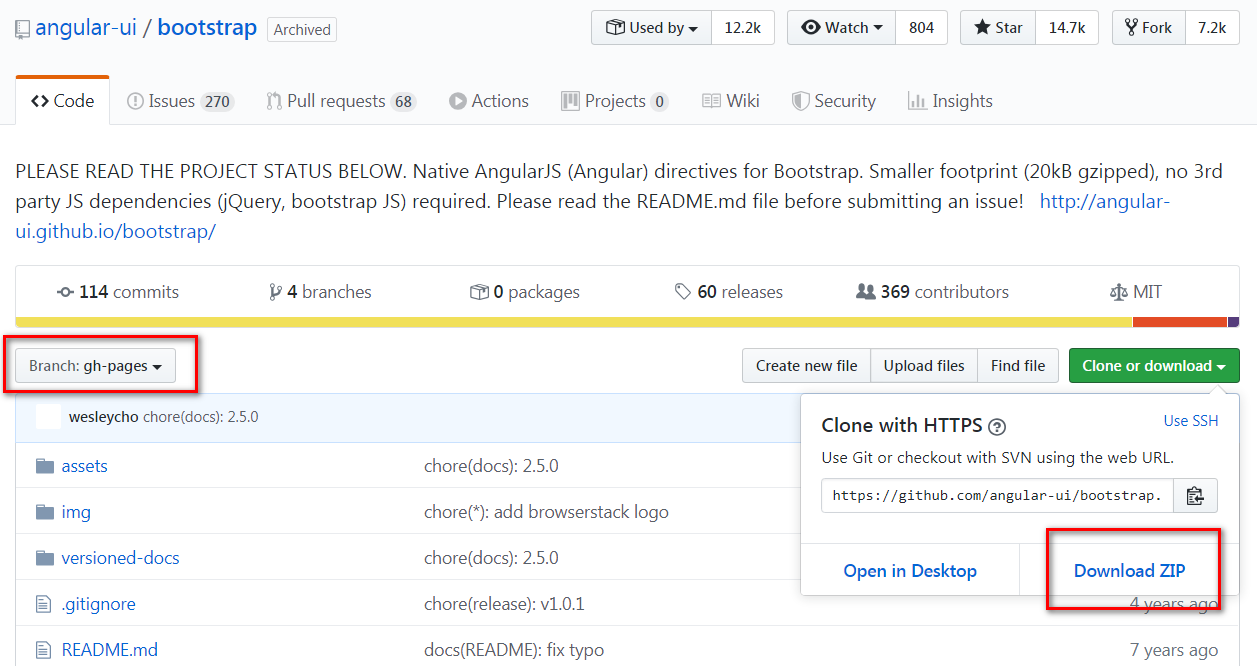 angular-ui / bootstrap Archived Used by 12.2k Watch 804 Star 14.7k Fork 7.2k
Code Issues 270 Pull requests 68 Actions Projects 0 Wiki Security Insights
PLEASE READ THE PROJECT STATUS BELOW. Native AngularJS (Angular) directives for Bootstrap. Smaller footprint (20kB gzipped), no 3rd
party JS dependencies (jQuery, bootstrap JS) required. Please read the README.md file before submitting an issue! http://angular-
ui.github.io/bootstrap/
114 commits 4 branches 0 packages 60 releases 369 contributors MIT
Branch: gh-pages Create new file Upload files Find file Clone or download
wesleycho chore(docs): 2.5.0
Clone with HTTPS ? Use SSH
Use Git or checkout with SVN using the web URL.
https://github.com/angular-ui/bootstrap.
Open in Desktop Download ZIP
assets chore(docs): 2.5.0
img chore(*): add browserstack logo
versioned-docs chore(docs): 2.5.0
.gitignore chore(release): v1.0.1 4 years ago
README.md docs(README): fix typo 7 years ago